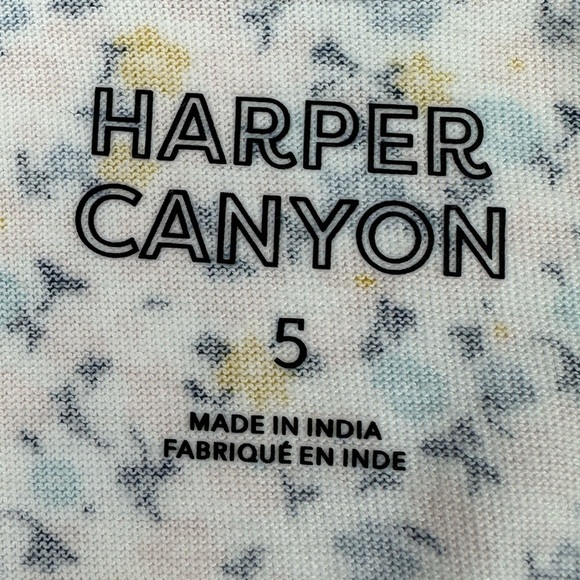 HARPER
CANYON
5
MADE IN INDIA
FABRIQUÉ EN INDE